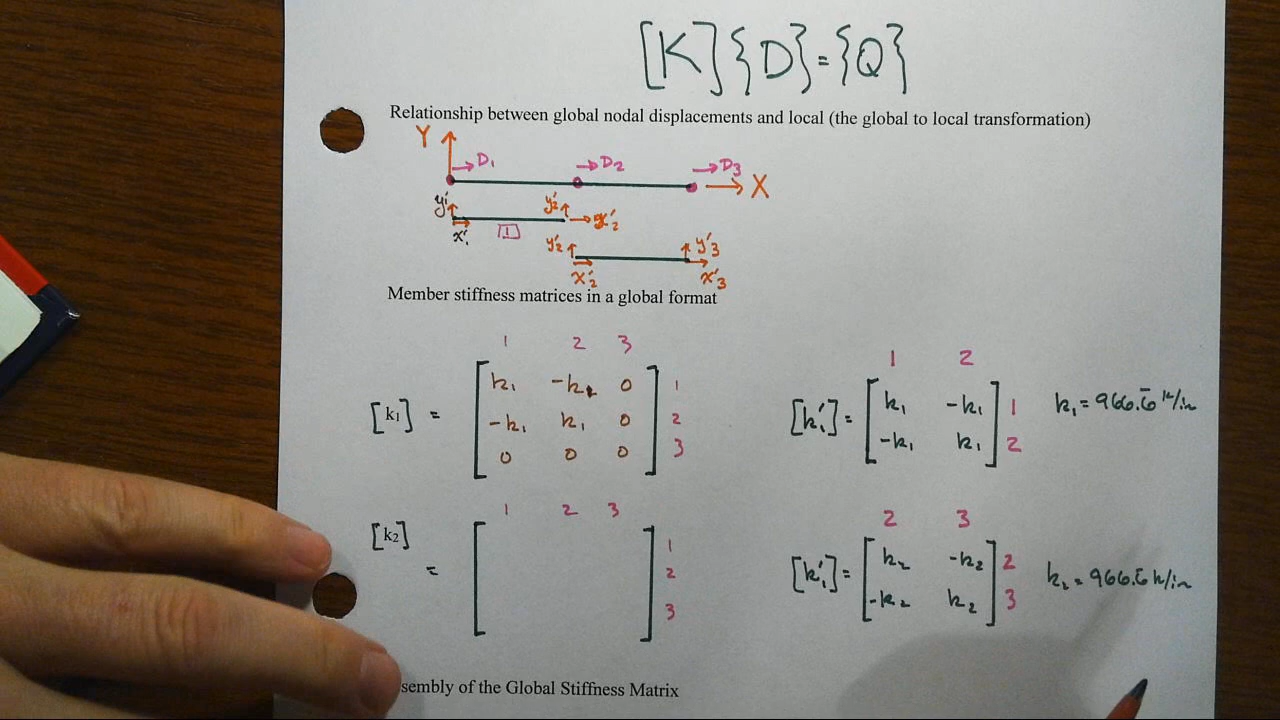 [K]{D}={Q}
Relationship between global nodal displacements and local (the global to local transformation)
Y
→D₁ →D₂ →D₃
X
y'₁ y'₂ x'₂
x'₁ 1
y'₂ y'₃
x'₂ x'₃
Member stiffness matrices in a global format
1 2 3
1 2
[k₁] = [k₁ -k₁ 0] 1
[-k₁ k₁ 0] 2
[0 0 0] 3
[k'₁] = [k₁ -k₁] 1 k₁ = 966.6̄ k/in
[-k₁ k₁] 2
1 2 3
2 3
[k₂] = [ ] 1
2
3
[k'₁] = [k₂ -k₂] 2 k₂ = 966.6̄ k/in
[-k₂ k₂] 3
sembly of the Global Stiffness Matrix